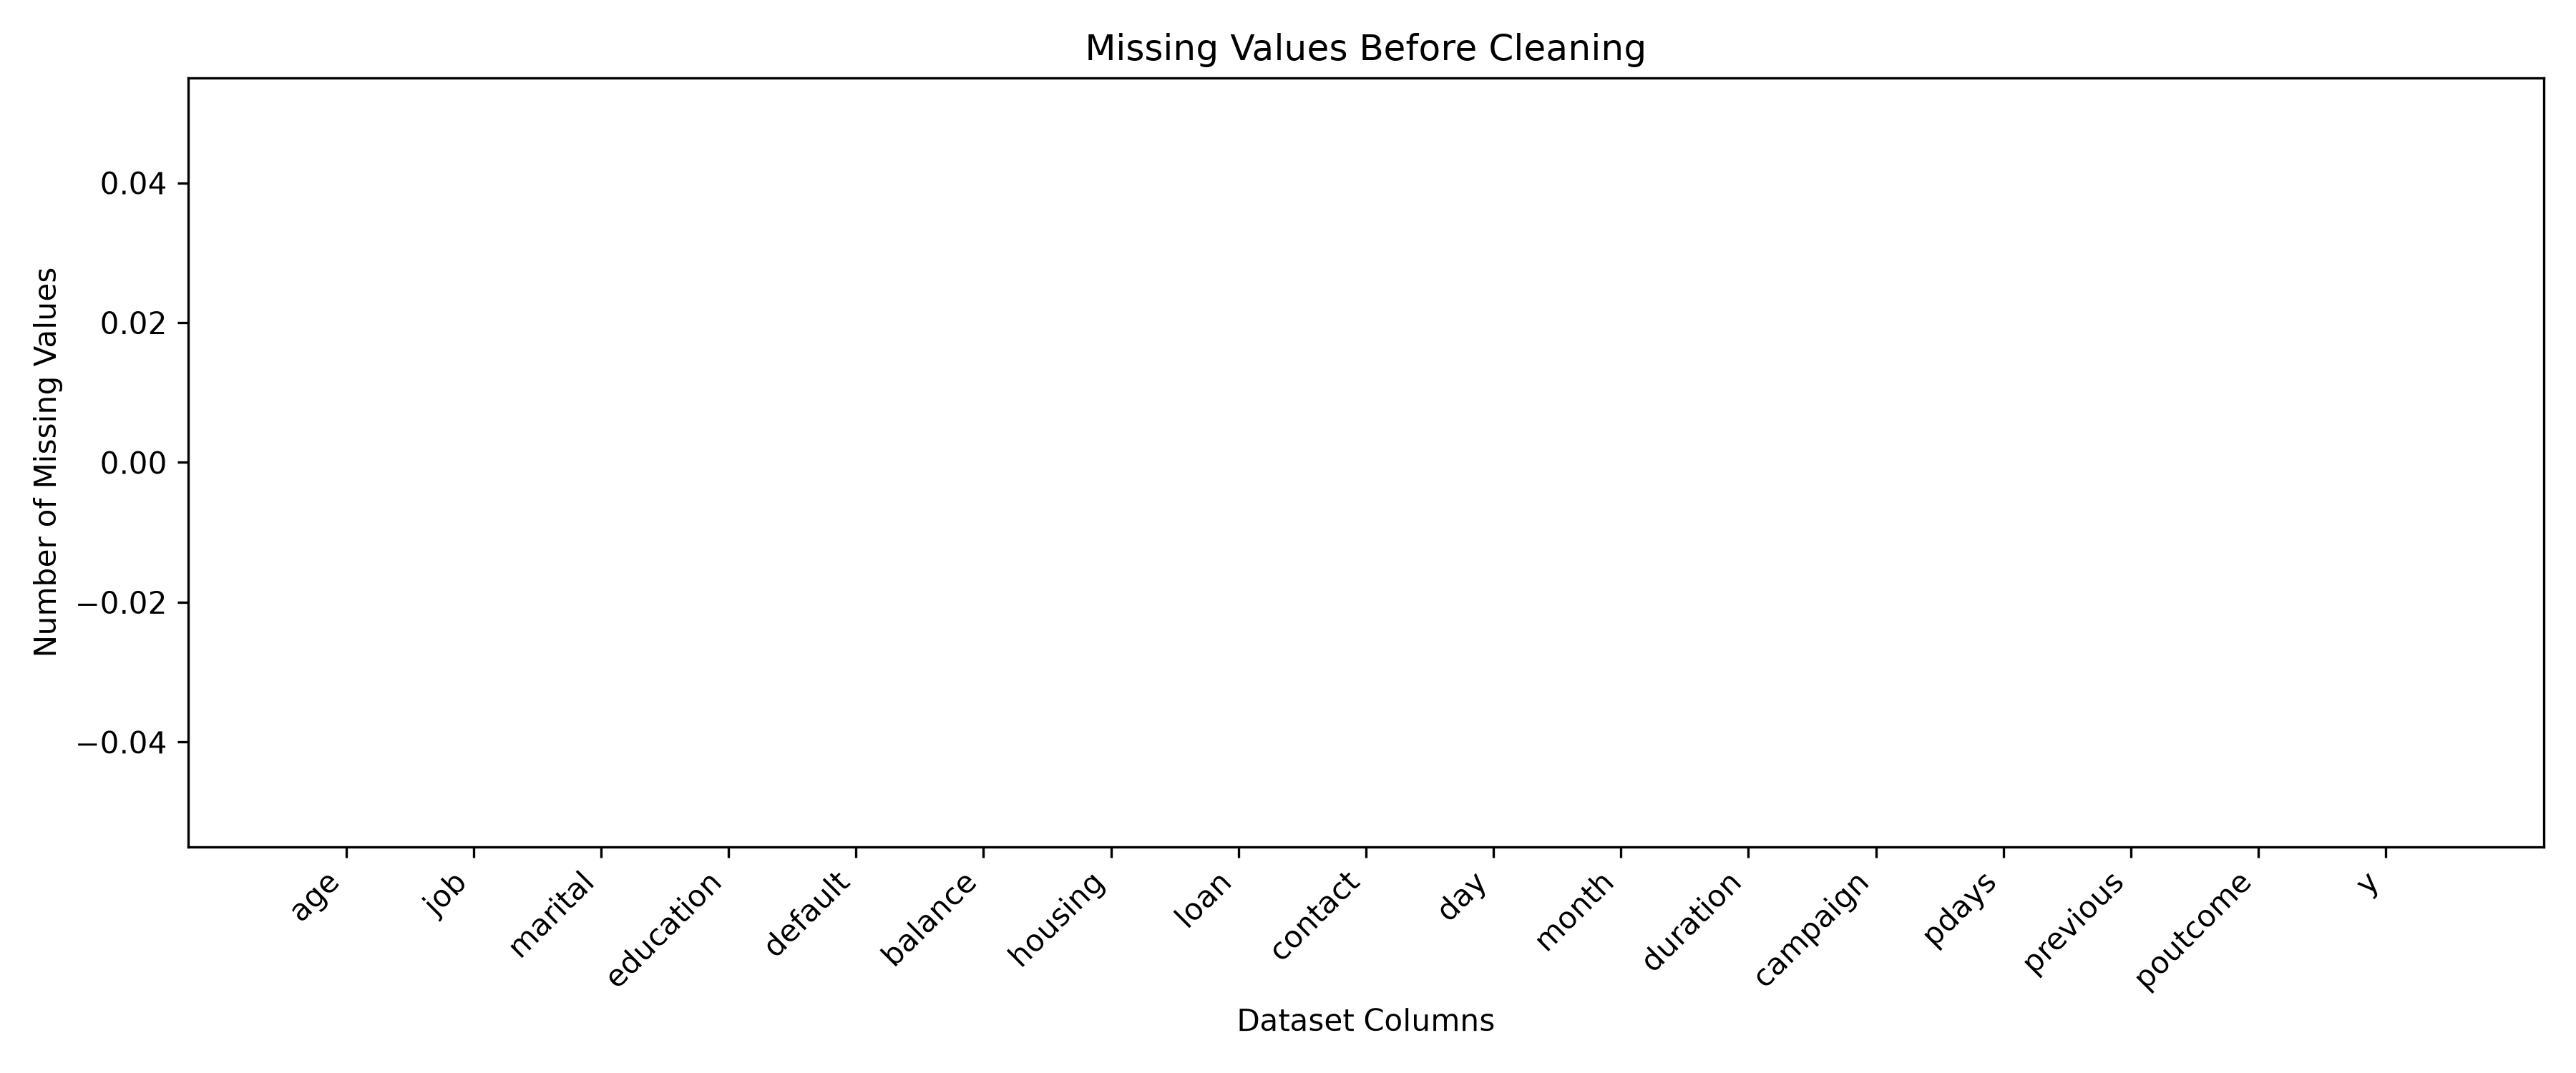 Missing Values Before Cleaning
Number of Missing Values
0.04
0.02
0.00
−0.02
−0.04
age
job
marital
education
default
balance
housing
loan
contact
day
month
duration
campaign
pdays
previous
poutcome
y
Dataset Columns